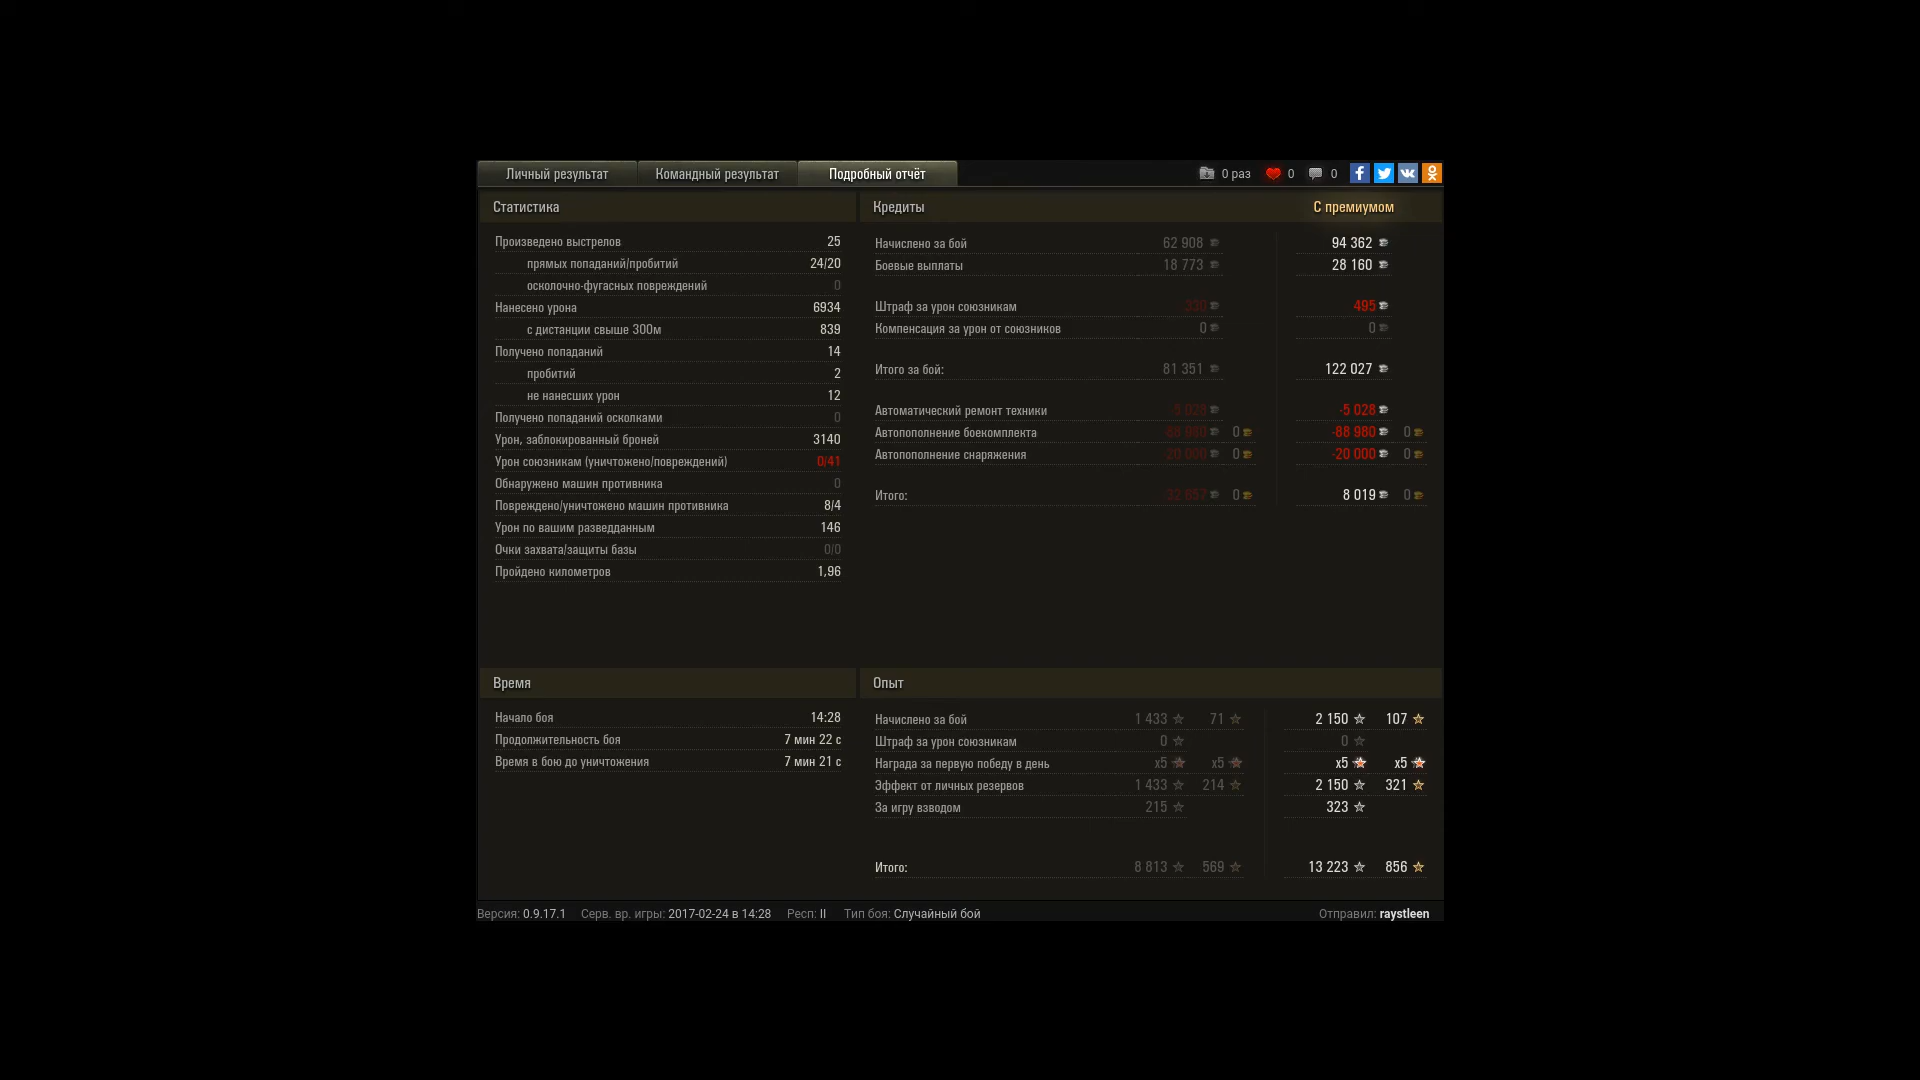 Личный результат Командный результат Подробный отчёт 0 раз 0 0
Статистика
Произведено выстрелов 25
прямых попаданий/пробитий 24/20
осколочно-фугасных повреждений 0
Нанесено урона 6934
с дистанции свыше 300м 839
Получено попаданий 14
пробитий 2
не нанесших урон 12
Получено попаданий осколками 0
Урон, заблокированный броней 3140
Урон союзникам (уничтожено/повреждений) 0/41
Обнаружено машин противника 0
Повреждено/уничтожено машин противника 8/4
Урон по вашим разведданным 146
Очки захвата/защиты базы 0/0
Пройдено километров 1,96
Кредиты С премиумом
Начислено за бой 62 908 94 362
Боевые выплаты 18 773 28 160
Штраф за урон союзникам 330 495
Компенсация за урон от союзников 0 0
Итого за бой: 81 351 122 027
Автоматический ремонт техники -5 028 -5 028
Автопополнение боекомплекта -88 980 0 -88 980 0
Автопополнение снаряжения -20 000 0 -20 000 0
Итого: -32 657 0 8 019 0
Время
Начало боя 14:28
Продолжительность боя 7 мин 22 с
Время в бою до уничтожения 7 мин 21 с
Опыт
Начислено за бой 1 433 71 2 150 107
Штраф за урон союзникам 0 0
Награда за первую победу в день x5 x5 x5 x5
Эффект от личных резервов 1 433 214 2 150 321
За игру взводом 215 323
Итого: 8 813 569 13 223 856
Версия: 0.9.17.1 Серв. вр. игры: 2017-02-24 в 14:28 Респ: II Тип боя: Случайный бой Отправил: raystleen